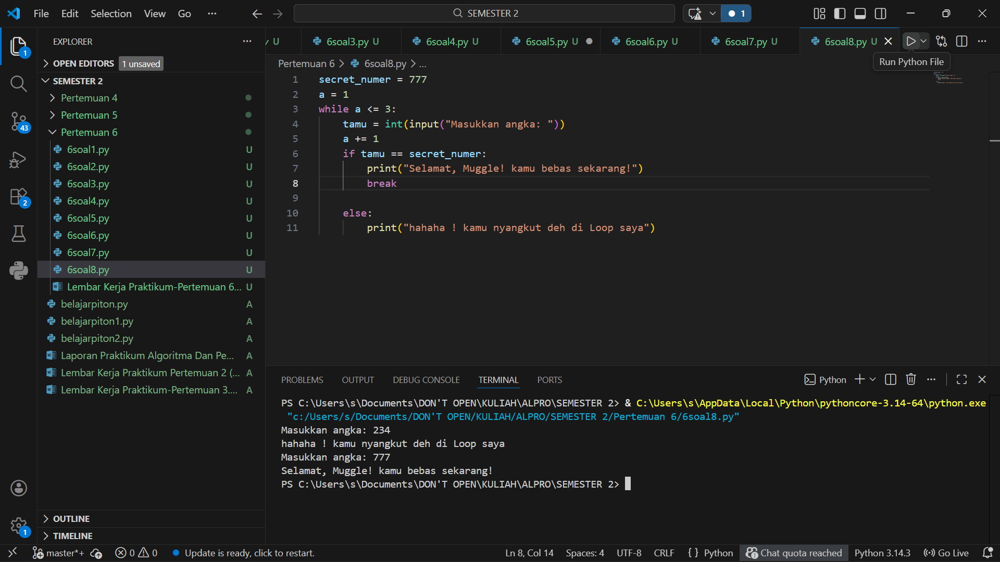 File Edit Selection View Go ···
SEMESTER 2
1
EXPLORER
OPEN EDITORS 1 unsaved
SEMESTER 2
Pertemuan 4
Pertemuan 5
Pertemuan 6
6soal1.py U
6soal2.py U
6soal3.py U
6soal4.py U
6soal5.py U
6soal6.py U
6soal7.py U
6soal8.py U
Lembar Kerja Praktikum-Pertemuan 6... U
belajarpiton.py A
belajarpiton1.py A
belajarpiton2.py A
Laporan Praktikum Algoritma Dan Pe... A
Lembar Kerja Praktikum Pertemuan 2 (... A
Lembar Kerja Praktikum-Pertemuan 3.... A
OUTLINE
TIMELINE
1
43
2
1
U 6soal3.py U 6soal4.py U 6soal5.py U 6soal6.py U 6soal7.py U 6soal8.py U
Run Python File
Pertemuan 6 > 6soal8.py > ...
1 secret_numer = 777
2 a = 1
3 while a <= 3:
4 tamu = int(input("Masukkan angka: "))
5 a += 1
6 if tamu == secret_numer:
7 print("Selamat, Muggle! kamu bebas sekarang!")
8 break
9
10 else:
11 print("hahaha ! kamu nyangkut deh di Loop saya")
PROBLEMS OUTPUT DEBUG CONSOLE TERMINAL PORTS
Python
PS C:\Users\s\Documents\DON'T OPEN\KULIAH\ALPRO\SEMESTER 2> & C:\Users\s\AppData\Local\Python\pythoncore-3.14-64\python.exe
"c:/Users/s/Documents/DON'T OPEN/KULIAH/ALPRO/SEMESTER 2/Pertemuan 6/6soal8.py"
Masukkan angka: 234
hahaha ! kamu nyangkut deh di Loop saya
Masukkan angka: 777
Selamat, Muggle! kamu bebas sekarang!
PS C:\Users\s\Documents\DON'T OPEN\KULIAH\ALPRO\SEMESTER 2>
master*+ 0 0 Update is ready, click to restart. Ln 8, Col 14 Spaces: 4 UTF-8 CRLF { } Python Chat quota reached Python 3.14.3 Go Live